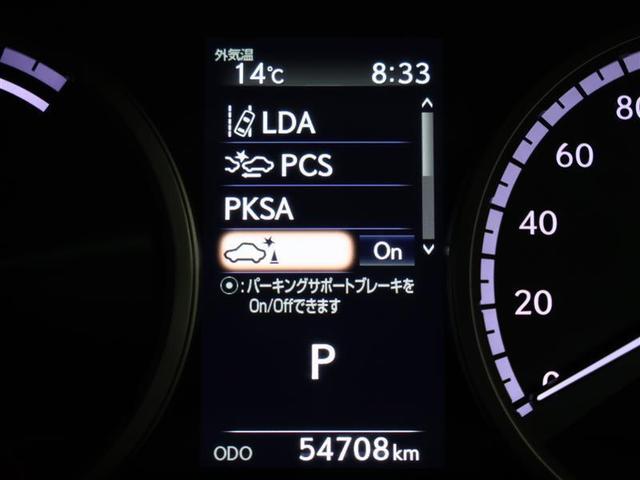 外気温
14℃ 8:33
LDA
PCS
PKSA
On
⦿:パーキングサポートブレーキを
On/Offできます
P
ODO 54708km
80
60
40
20
0